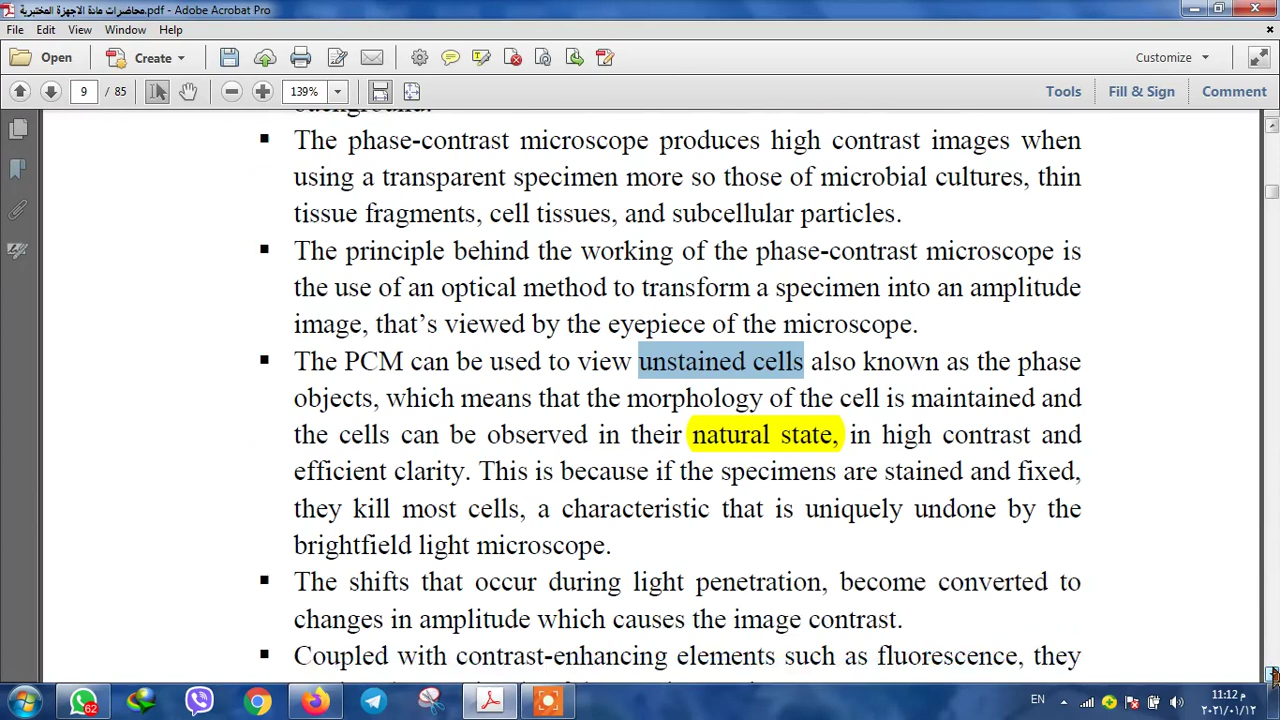 محاضرات مادة الاجهزة المختبرية.pdf - Adobe Acrobat Pro
File Edit View Window Help
Open Create Customize
9 / 85 139% Tools Fill & Sign Comment
background.
▪ The phase-contrast microscope produces high contrast images when
using a transparent specimen more so those of microbial cultures, thin
tissue fragments, cell tissues, and subcellular particles.
▪ The principle behind the working of the phase-contrast microscope is
the use of an optical method to transform a specimen into an amplitude
image, that’s viewed by the eyepiece of the microscope.
▪ The PCM can be used to view unstained cells also known as the phase
objects, which means that the morphology of the cell is maintained and
the cells can be observed in their natural state, in high contrast and
efficient clarity. This is because if the specimens are stained and fixed,
they kill most cells, a characteristic that is uniquely undone by the
brightfield light microscope.
▪ The shifts that occur during light penetration, become converted to
changes in amplitude which causes the image contrast.
▪ Coupled with contrast-enhancing elements such as fluorescence, they
62
EN
11:12 م
٢٠٢١/٠١/١٢